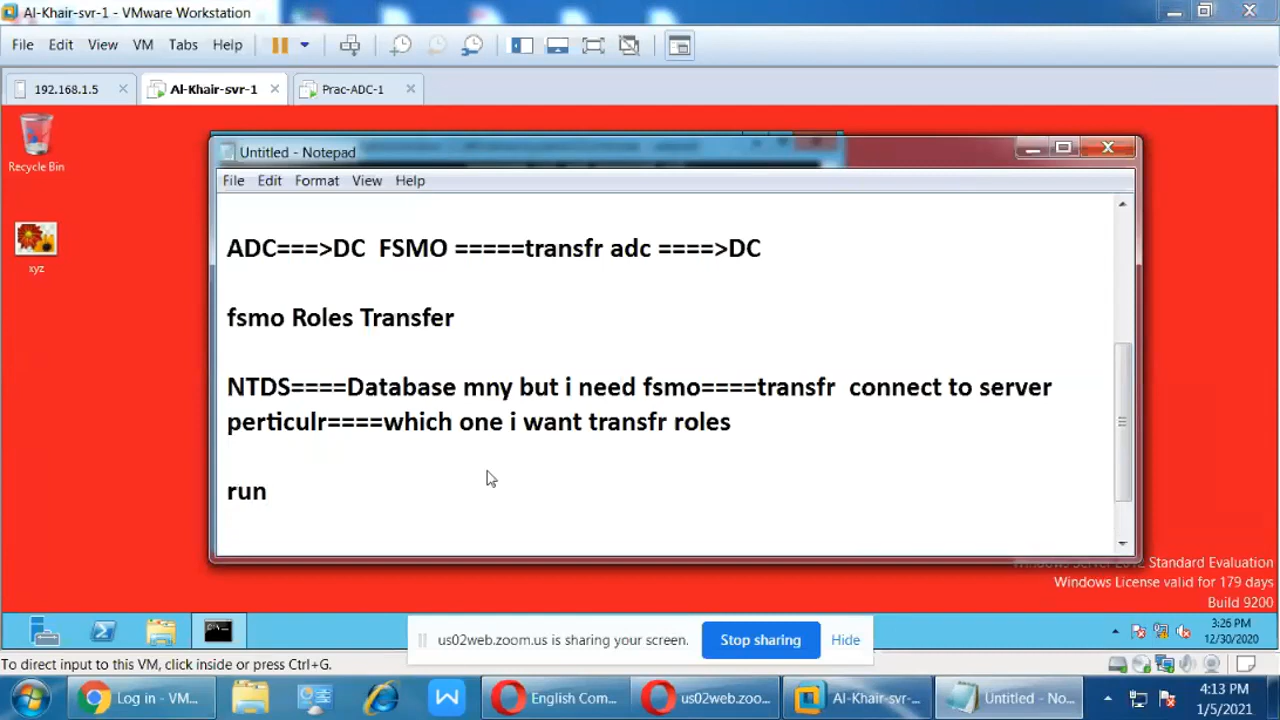 Al-Khair-svr-1 - VMware Workstation
File Edit View VM Tabs Help
192.168.1.5 Al-Khair-svr-1 Prac-ADC-1
Recycle Bin
xyz
Untitled - Notepad
File Edit Format View Help
ADC===>DC FSMO =====transfr adc ====>DC
fsmo Roles Transfer
NTDS====Database mny but i need fsmo====transfr connect to server
perticulr====which one i want transfr roles
run
Windows Server 2012 Standard Evaluation
Windows License valid for 179 days
Build 9200
3:26 PM
12/30/2020
us02web.zoom.us is sharing your screen. Stop sharing Hide
To direct input to this VM, click inside or press Ctrl+G.
Log in - VM... English Com... us02web.zoo... Al-Khair-svr-... Untitled - No...
4:13 PM
1/5/2021